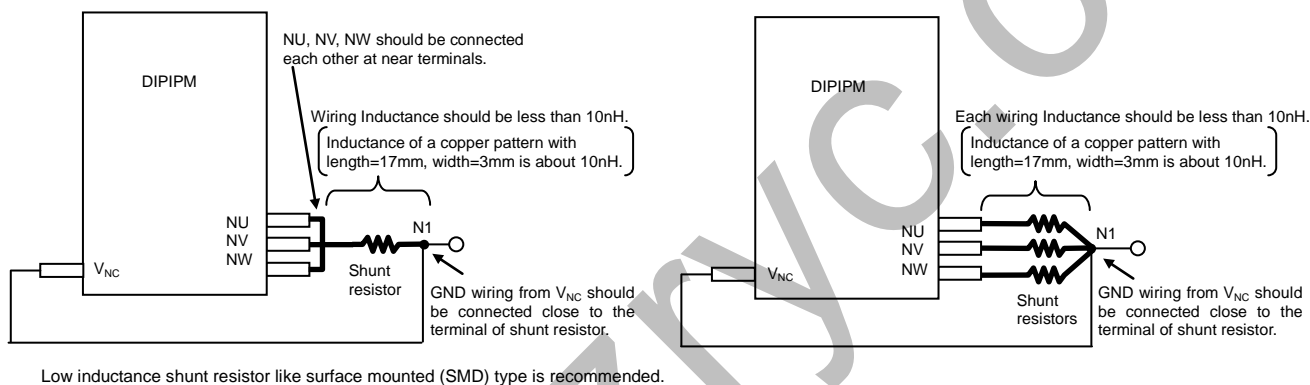 NU, NV, NW should be connected
each other at near terminals.
DIPIPM
Wiring Inductance should be less than 10nH.
Inductance of a copper pattern with
length=17mm, width=3mm is about 10nH.
NU
NV
NW
N1
VNC
Shunt
resistor
GND wiring from VNC should
be connected close to the
terminal of shunt resistor.
DIPIPM
Each wiring Inductance should be less than 10nH.
Inductance of a copper pattern with
length=17mm, width=3mm is about 10nH.
NU
NV
NW
N1
VNC
Shunt
resistors
GND wiring from VNC should
be connected close to the
terminal of shunt resistor.
Low inductance shunt resistor like surface mounted (SMD) type is recommended.